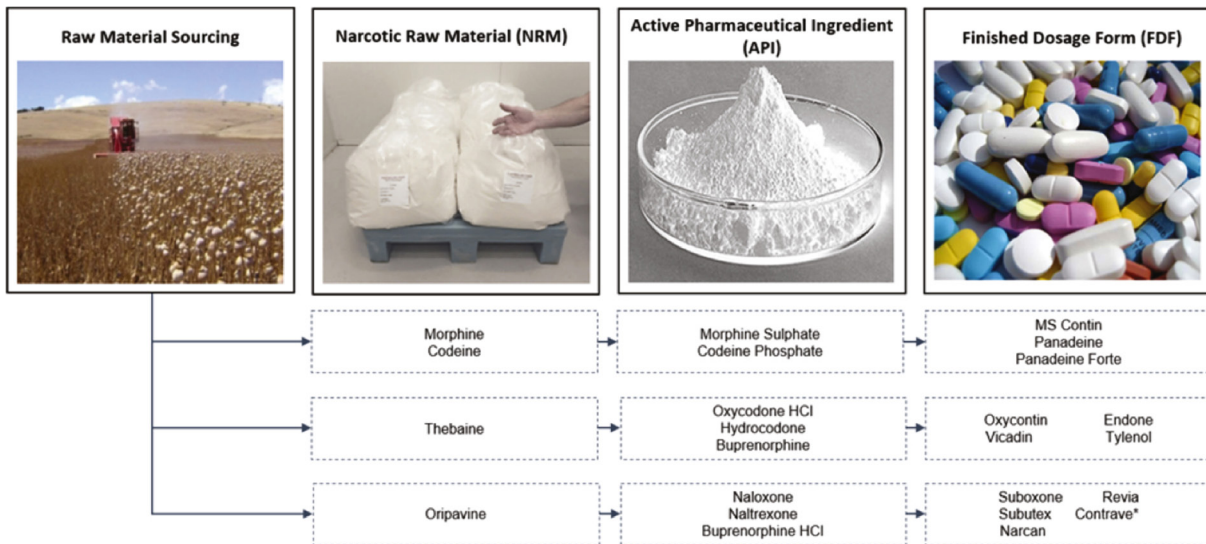 Raw Material Sourcing
Narcotic Raw Material (NRM)
Active Pharmaceutical Ingredient
(API)
Finished Dosage Form (FDF)
Morphine
Codeine
Morphine Sulphate
Codeine Phosphate
MS Contin
Panadeine
Panadeine Forte
Thebaine
Oxycodone HCl
Hydrocodone
Buprenorphine
Oxycontin Endone
Vicadin Tylenol
Oripavine
Naloxone
Naltrexone
Buprenorphine HCl
Suboxone Revia
Subutex Contrave*
Narcan